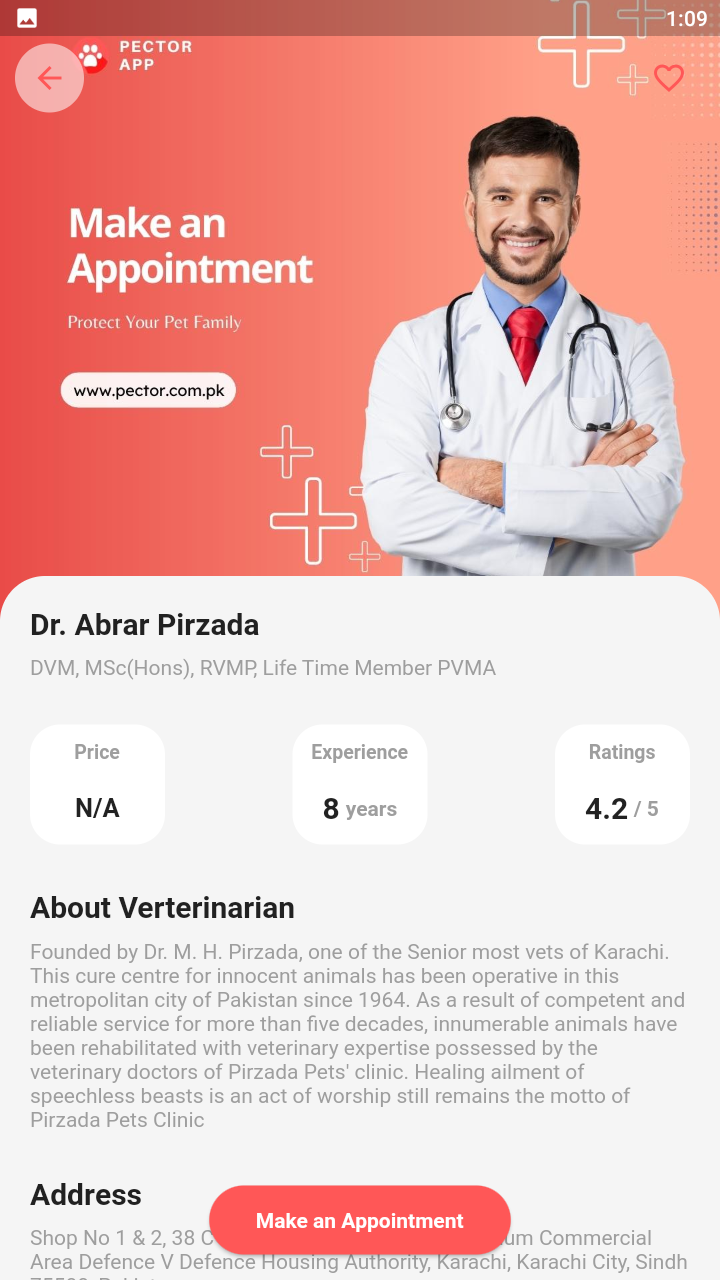 1:09
PECTOR
APP
Make an
Appointment
Protect Your Pet Family
www.pector.com.pk
Dr. Abrar Pirzada
DVM, MSc(Hons), RVMP, Life Time Member PVMA
Price Experience Ratings
N/A 8 years 4.2 / 5
About Verterinarian
Founded by Dr. M. H. Pirzada, one of the Senior most vets of Karachi.
This cure centre for innocent animals has been operative in this
metropolitan city of Pakistan since 1964. As a result of competent and
reliable service for more than five decades, innumerable animals have
been rehabilitated with veterinary expertise possessed by the
veterinary doctors of Pirzada Pets' clinic. Healing ailment of
speechless beasts is an act of worship still remains the motto of
Pirzada Pets Clinic
Address
Make an Appointment
Shop No 1 & 2, 38 C Commercial
Area Defence V Defence Housing Authority, Karachi, Karachi City, Sindh